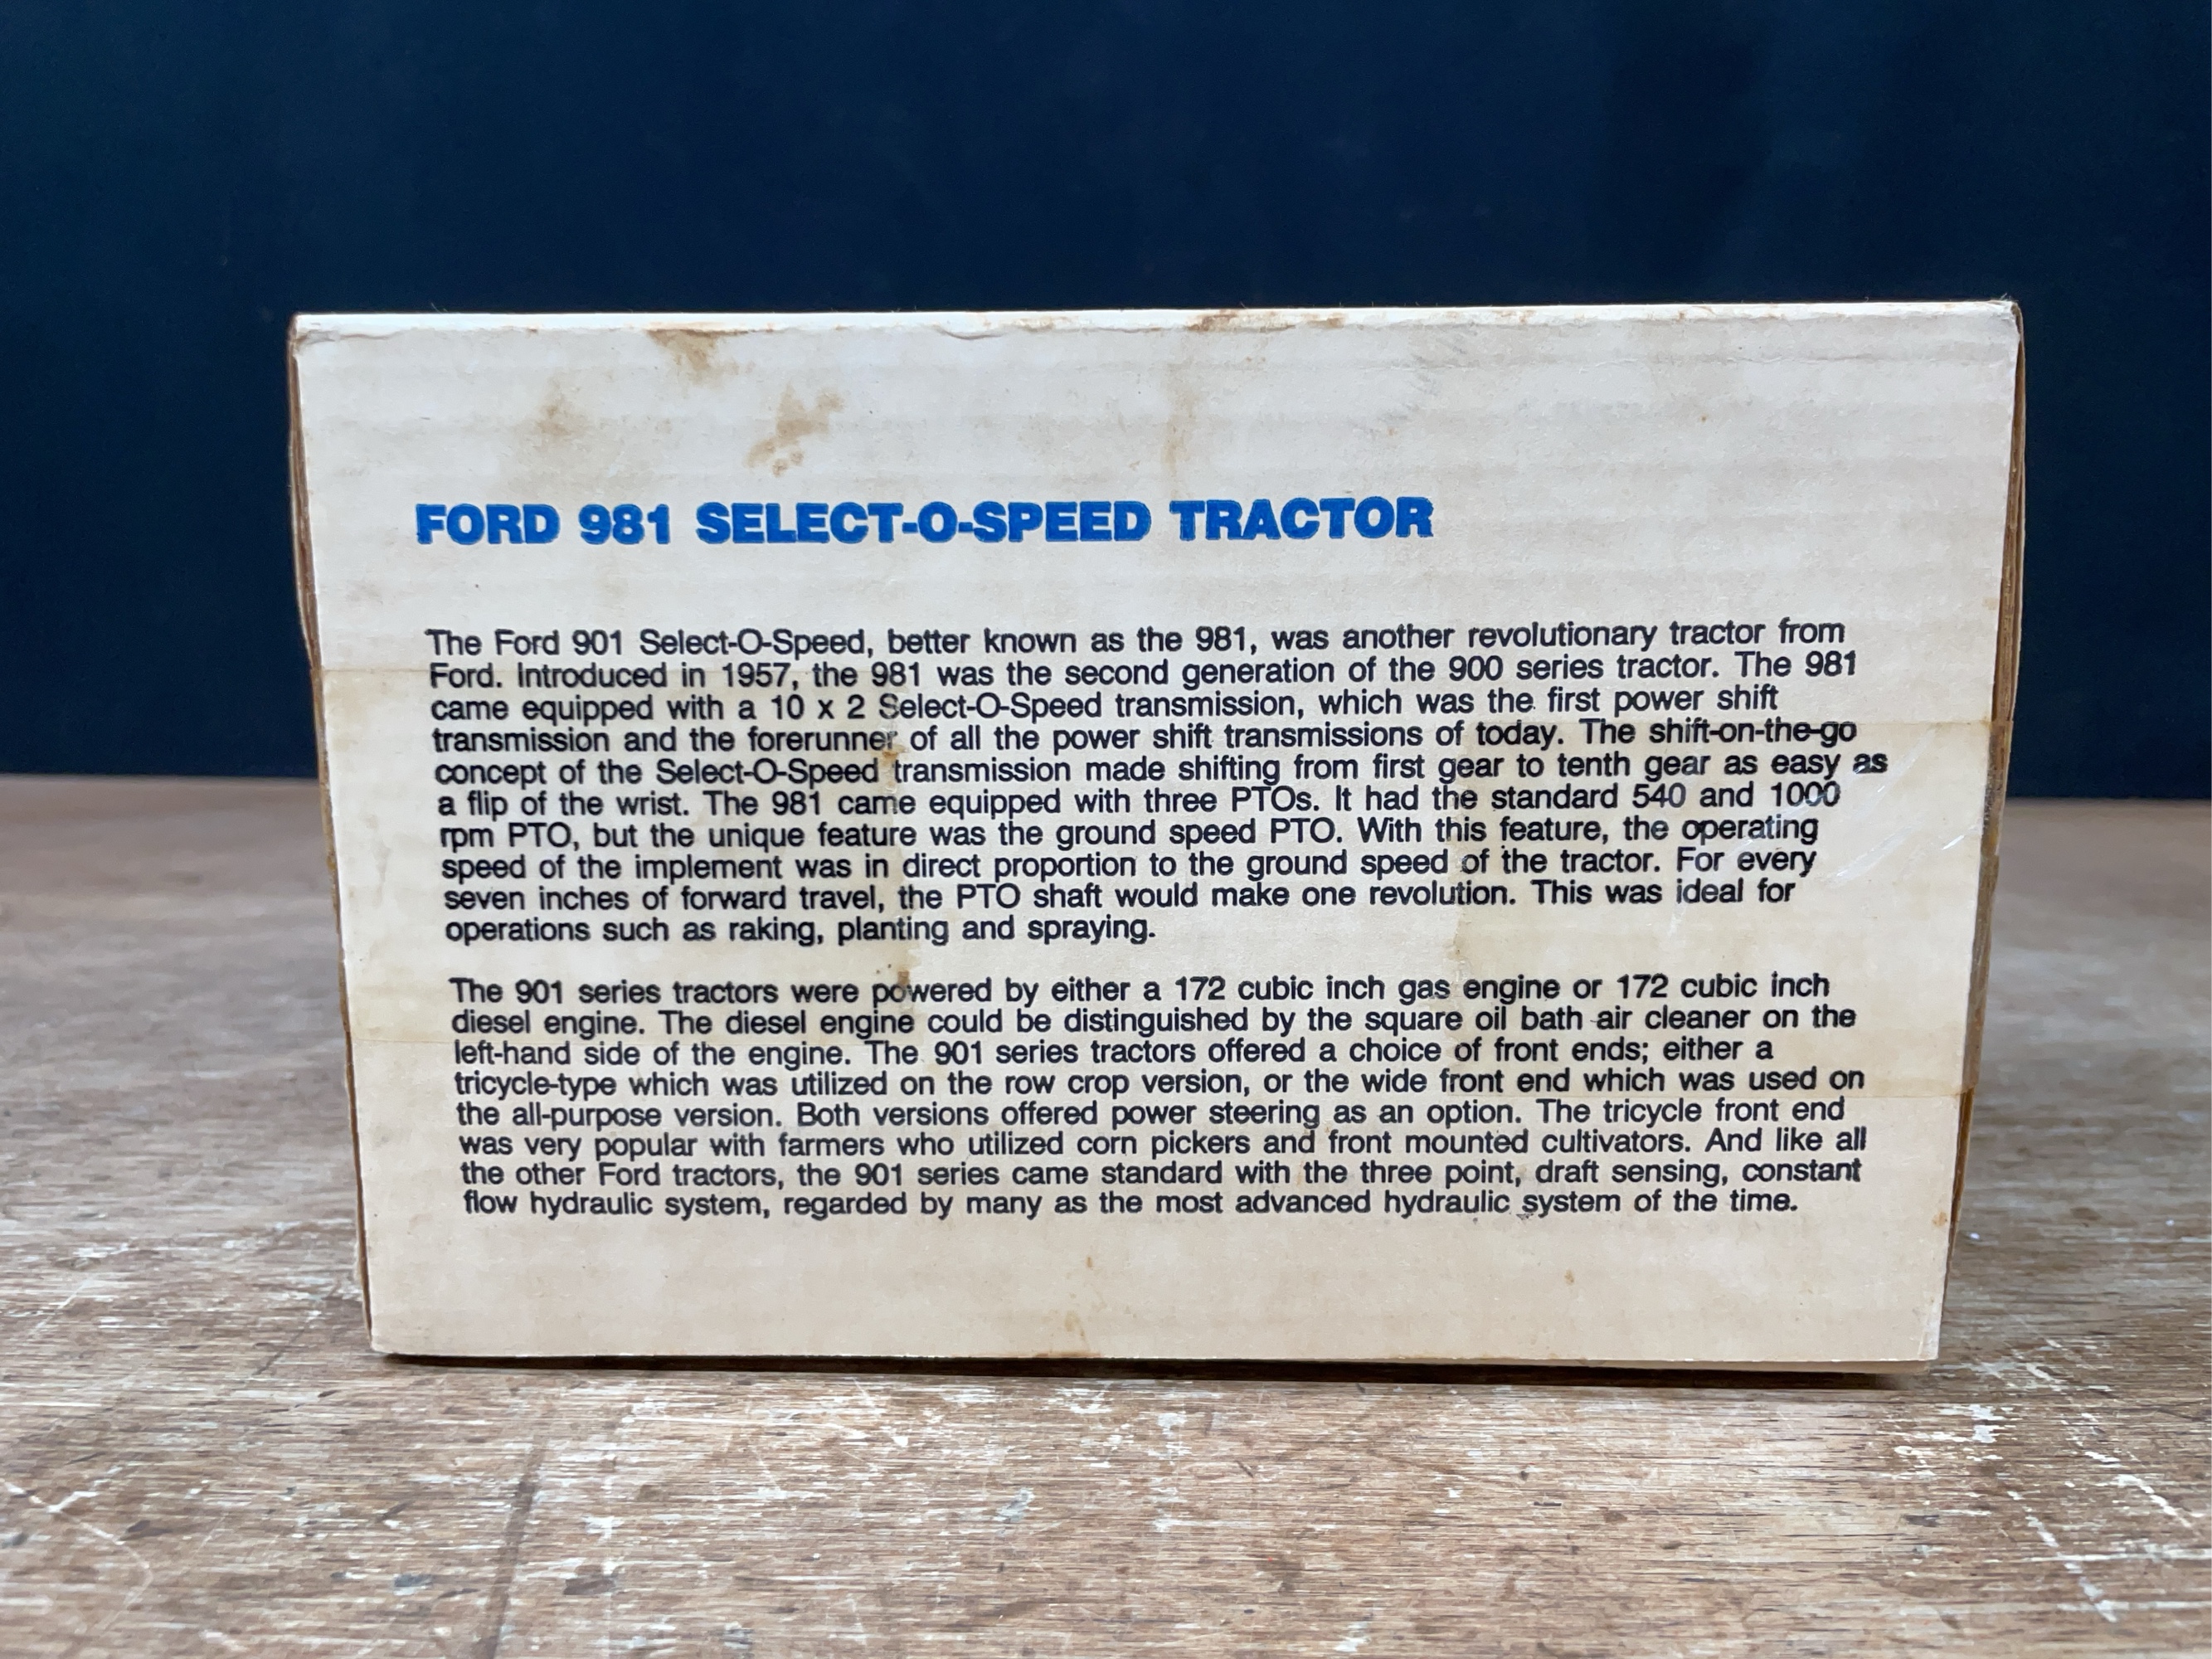 FORD 981 SELECT-O-SPEED TRACTOR
The Ford 901 Select-O-Speed, better known as the 981, was another revolutionary tractor from
Ford. Introduced in 1957, the 981 was the second generation of the 900 series tractor. The 981
came equipped with a 10 x 2 Select-O-Speed transmission, which was the first power shift
transmission and the forerunner of all the power shift transmissions of today. The shift-on-the-go
concept of the Select-O-Speed transmission made shifting from first gear to tenth gear as easy as
a flip of the wrist. The 981 came equipped with three PTOs. It had the standard 540 and 1000
rpm PTO, but the unique feature was the ground speed PTO. With this feature, the operating
speed of the implement was in direct proportion to the ground speed of the tractor. For every
seven inches of forward travel, the PTO shaft would make one revolution. This was ideal for
operations such as raking, planting and spraying.
The 901 series tractors were powered by either a 172 cubic inch gas engine or 172 cubic inch
diesel engine. The diesel engine could be distinguished by the square oil bath air cleaner on the
left-hand side of the engine. The 901 series tractors offered a choice of front ends; either a
tricycle-type which was utilized on the row crop version, or the wide front end which was used on
the all-purpose version. Both versions offered power steering as an option. The tricycle front end
was very popular with farmers who utilized corn pickers and front mounted cultivators. And like all
the other Ford tractors, the 901 series came standard with the three point, draft sensing, constant
flow hydraulic system, regarded by many as the most advanced hydraulic system of the time.